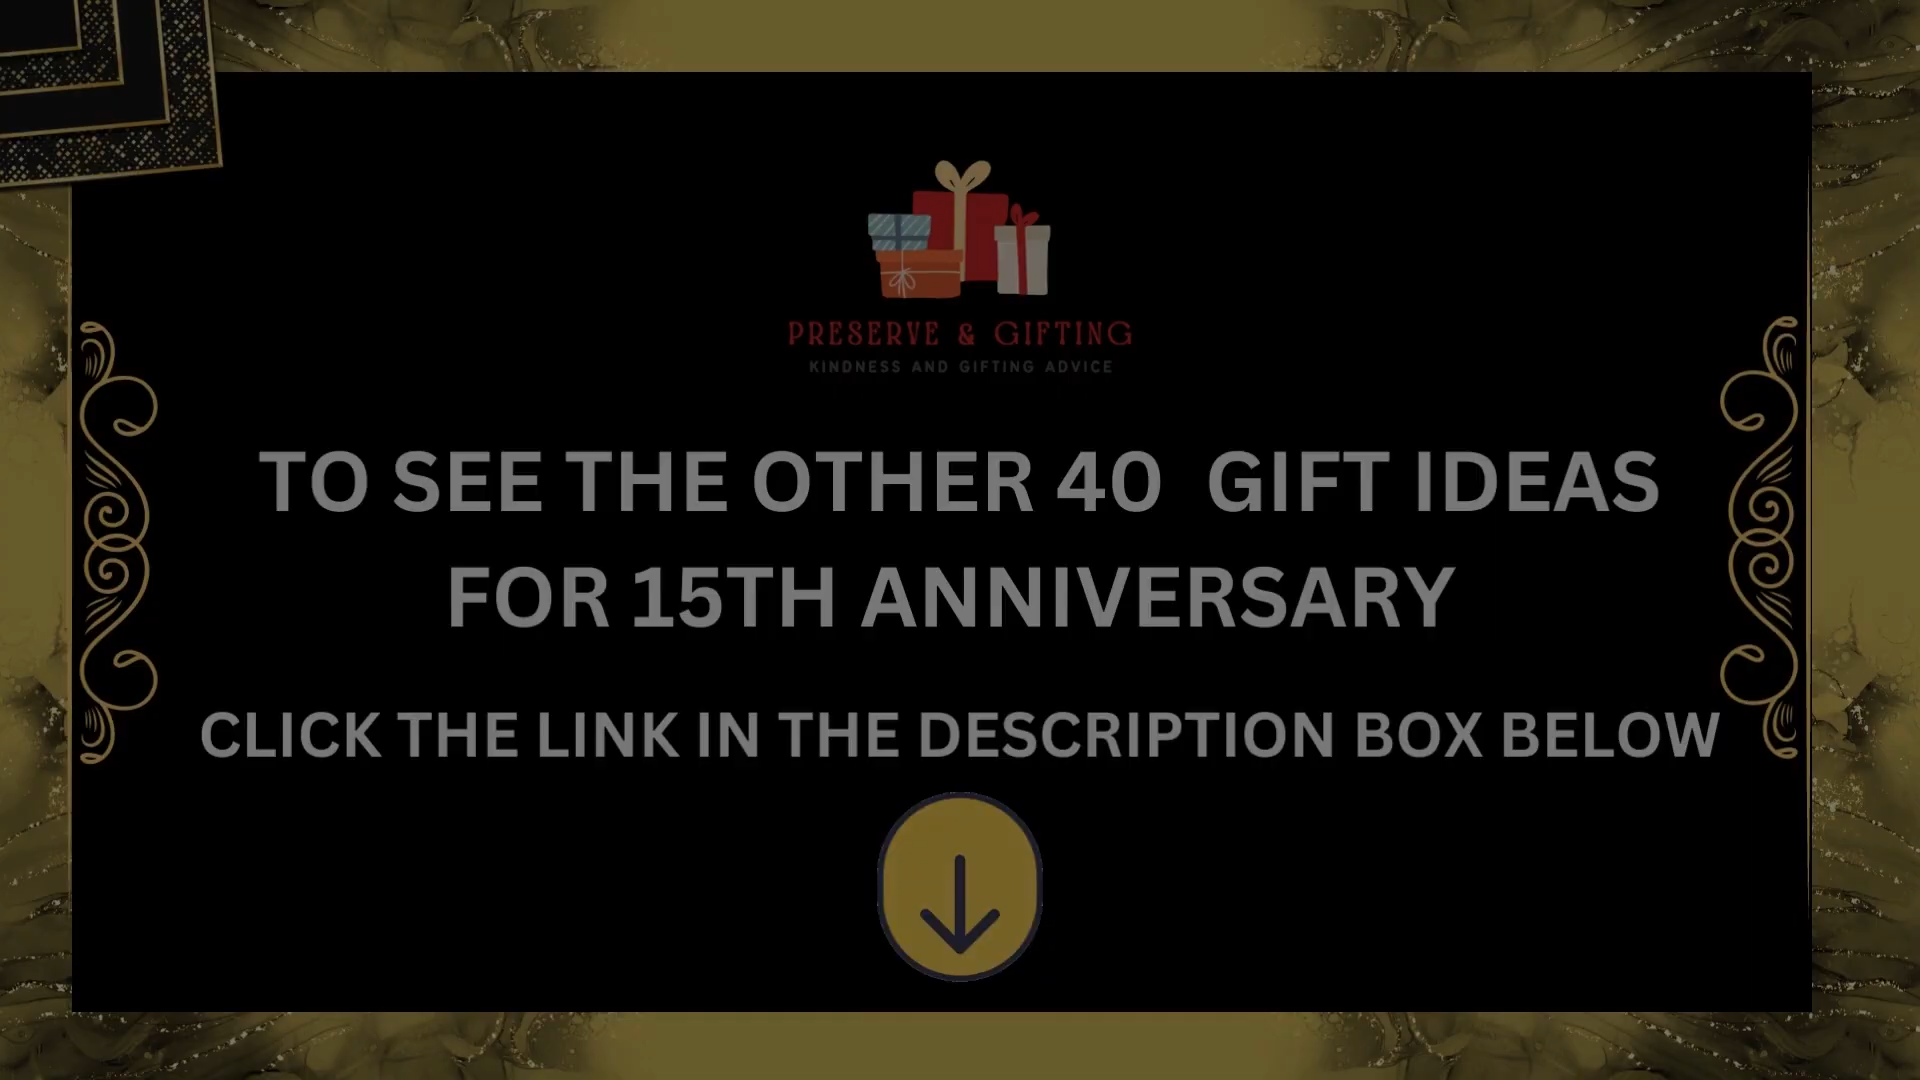 PRESERVE & GIFTING
KINDNESS AND GIFTING ADVICE
TO SEE THE OTHER 40 GIFT IDEAS
FOR 15TH ANNIVERSARY
CLICK THE LINK IN THE DESCRIPTION BOX BELOW